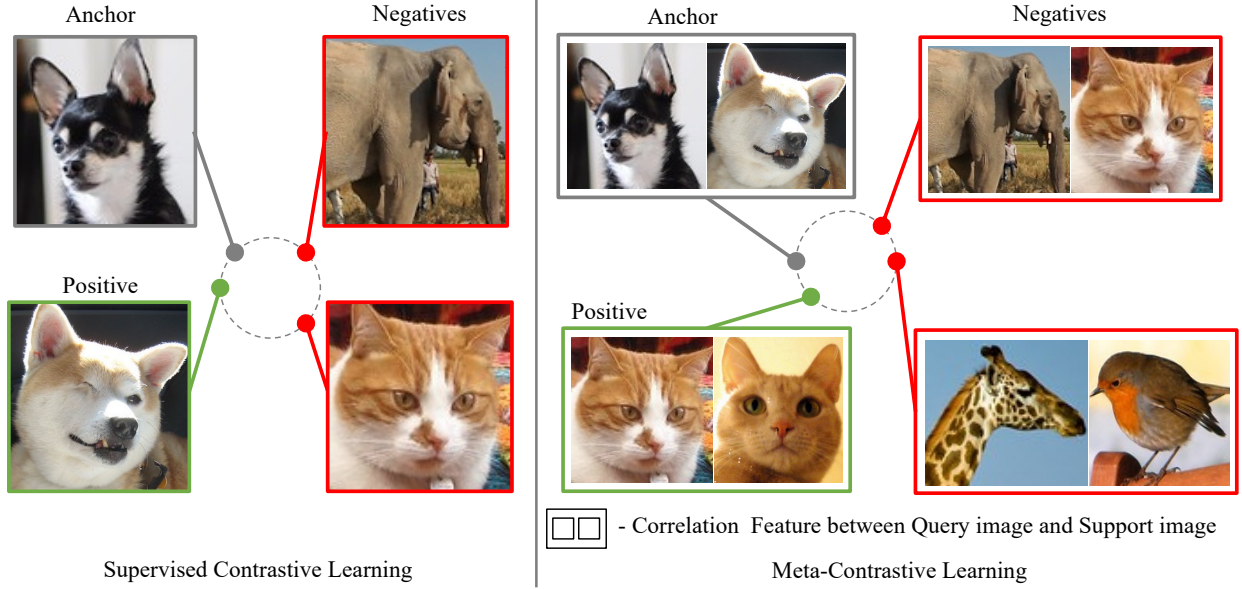 Anchor
Negatives
Positive
Supervised Contrastive Learning
Anchor
Negatives
Positive
- Correlation Feature between Query image and Support image
Meta-Contrastive Learning